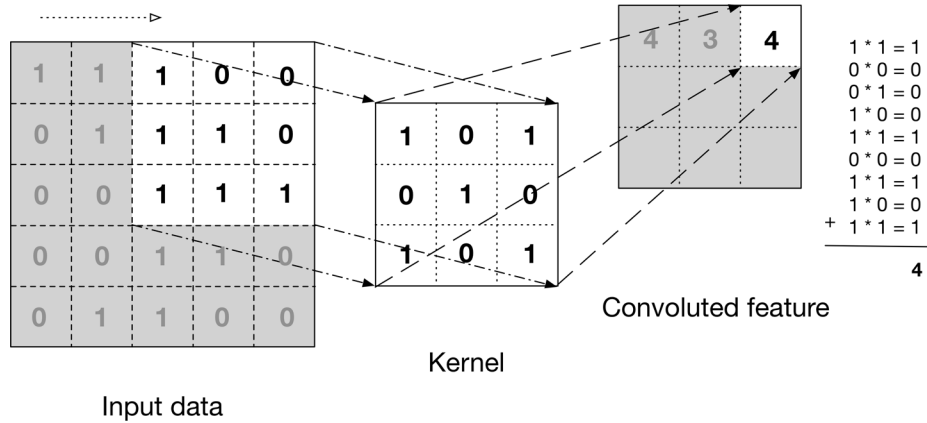 1 1 1 0 0
0 1 1 1 0
0 0 1 1 1
0 0 1 1 0
0 1 1 0 0
Input data
1 0 1
0 1 0
1 0 1
Kernel
4 3 4
Convoluted feature
1 * 1 = 1
0 * 0 = 0
0 * 1 = 0
1 * 0 = 0
1 * 1 = 1
0 * 0 = 0
1 * 1 = 1
1 * 0 = 0
+ 1 * 1 = 1
4